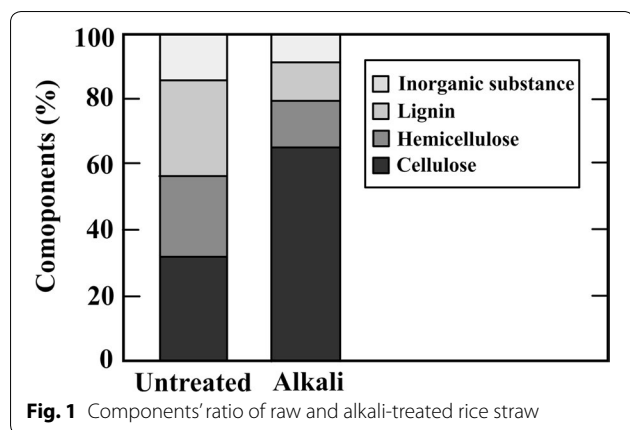 100
80
60
40
20
0
Comoponents (%)
Inorganic substance
Lignin
Hemicellulose
Cellulose
Untreated Alkali
Fig. 1 Components' ratio of raw and alkali-treated rice straw